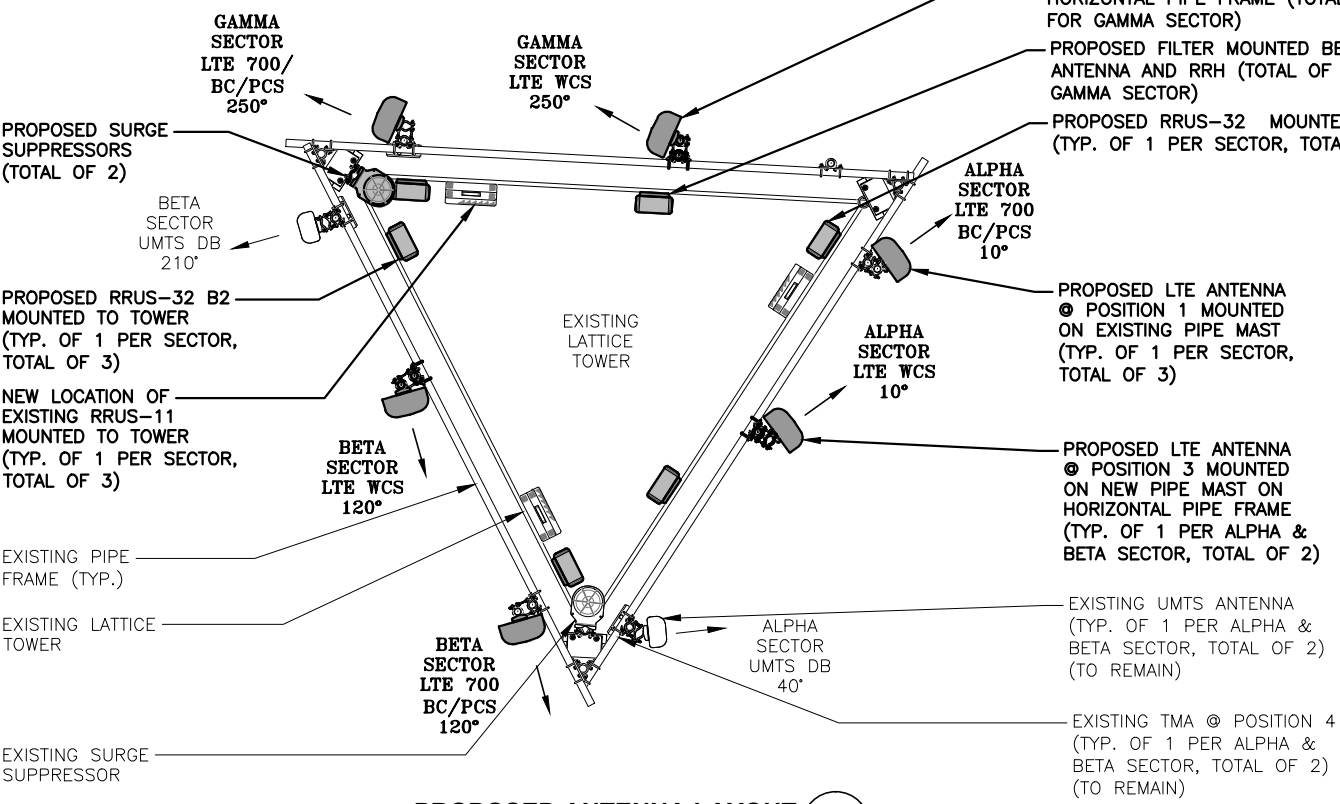 HORIZONTAL PIPE FRAME (TOTAL
FOR GAMMA SECTOR)
PROPOSED FILTER MOUNTED
ANTENNA AND RRH (TOTAL OF
GAMMA SECTOR)
PROPOSED RRUS-32 MOUNTE
(TYP. OF 1 PER SECTOR,
GAMMA
SECTOR
LTE 700/
BC/PCS
250°
GAMMA
SECTOR
LTE WCS
250°
PROPOSED SURGE
SUPPRESSORS
(TOTAL OF 2)
BETA
SECTOR
UMTS DB
210°
ALPHA
SECTOR
LTE 700
BC/PCS
10°
PROPOSED RRUS-32 B2
MOUNTED TO TOWER
(TYP. OF 1 PER SECTOR,
TOTAL OF 3)
EXISTING
LATTICE
TOWER
PROPOSED LTE ANTENNA
@ POSITION 1 MOUNTED
ON EXISTING PIPE MAST
(TYP. OF 1 PER SECTOR,
TOTAL OF 3)
ALPHA
SECTOR
LTE WCS
10°
NEW LOCATION OF
EXISTING RRUS-11
MOUNTED TO TOWER
(TYP. OF 1 PER SECTOR,
TOTAL OF 3)
BETA
SECTOR
LTE WCS
120°
PROPOSED LTE ANTENNA
@ POSITION 3 MOUNTED
ON NEW PIPE MAST ON
HORIZONTAL PIPE FRAME
(TYP. OF 1 PER ALPHA &
BETA SECTOR, TOTAL OF 2)
EXISTING PIPE
FRAME (TYP.)
EXISTING LATTICE
TOWER
BETA
SECTOR
LTE 700
BC/PCS
120°
ALPHA
SECTOR
UMTS DB
40°
EXISTING UMTS ANTENNA
(TYP. OF 1 PER ALPHA &
BETA SECTOR, TOTAL OF 2)
(TO REMAIN)
EXISTING SURGE
SUPPRESSOR
EXISTING TMA @ POSITION 4
(TYP. OF 1 PER ALPHA &
BETA SECTOR, TOTAL OF 2)
(TO REMAIN)
PROPOSED ANTENNA LAYOUT